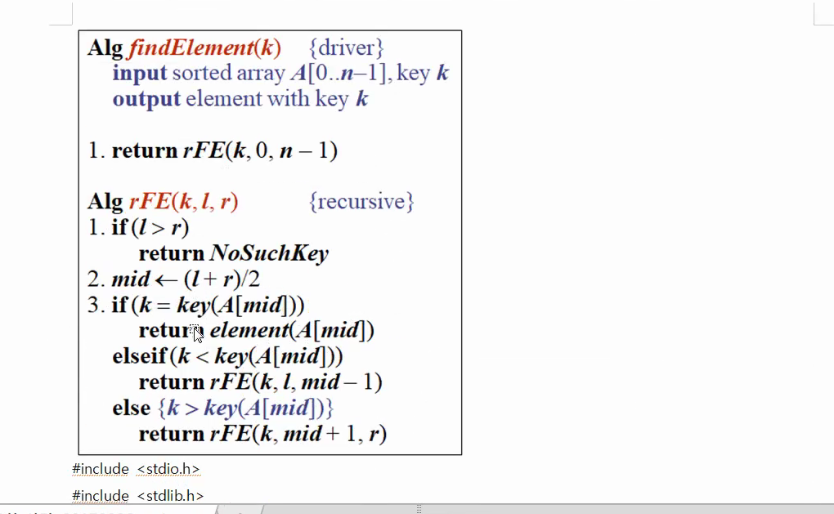 Alg findElement(k) {driver}
input sorted array A[0..n–1], key k
output element with key k
1. return rFE(k, 0, n – 1)
Alg rFE(k, l, r) {recursive}
1. if (l > r)
return NoSuchKey
2. mid ← (l + r)/2
3. if (k = key(A[mid]))
return element(A[mid])
elseif (k < key(A[mid]))
return rFE(k, l, mid – 1)
else {k > key(A[mid])}
return rFE(k, mid + 1, r)
#include <stdio.h>
#include <stdlib.h>